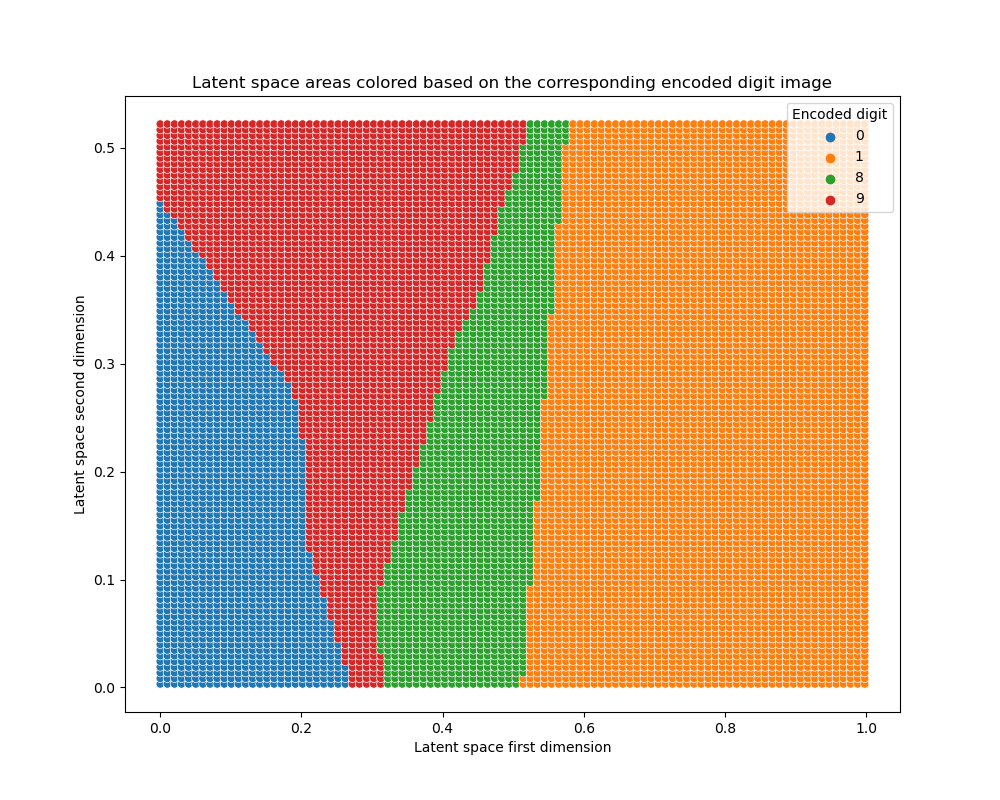 Latent space areas colored based on the corresponding encoded digit image
Encoded digit
0
1
8
9
0.5
0.4
0.3
0.2
0.1
0.0
Latent space second dimension
0.0 0.2 0.4 0.6 0.8 1.0
Latent space first dimension